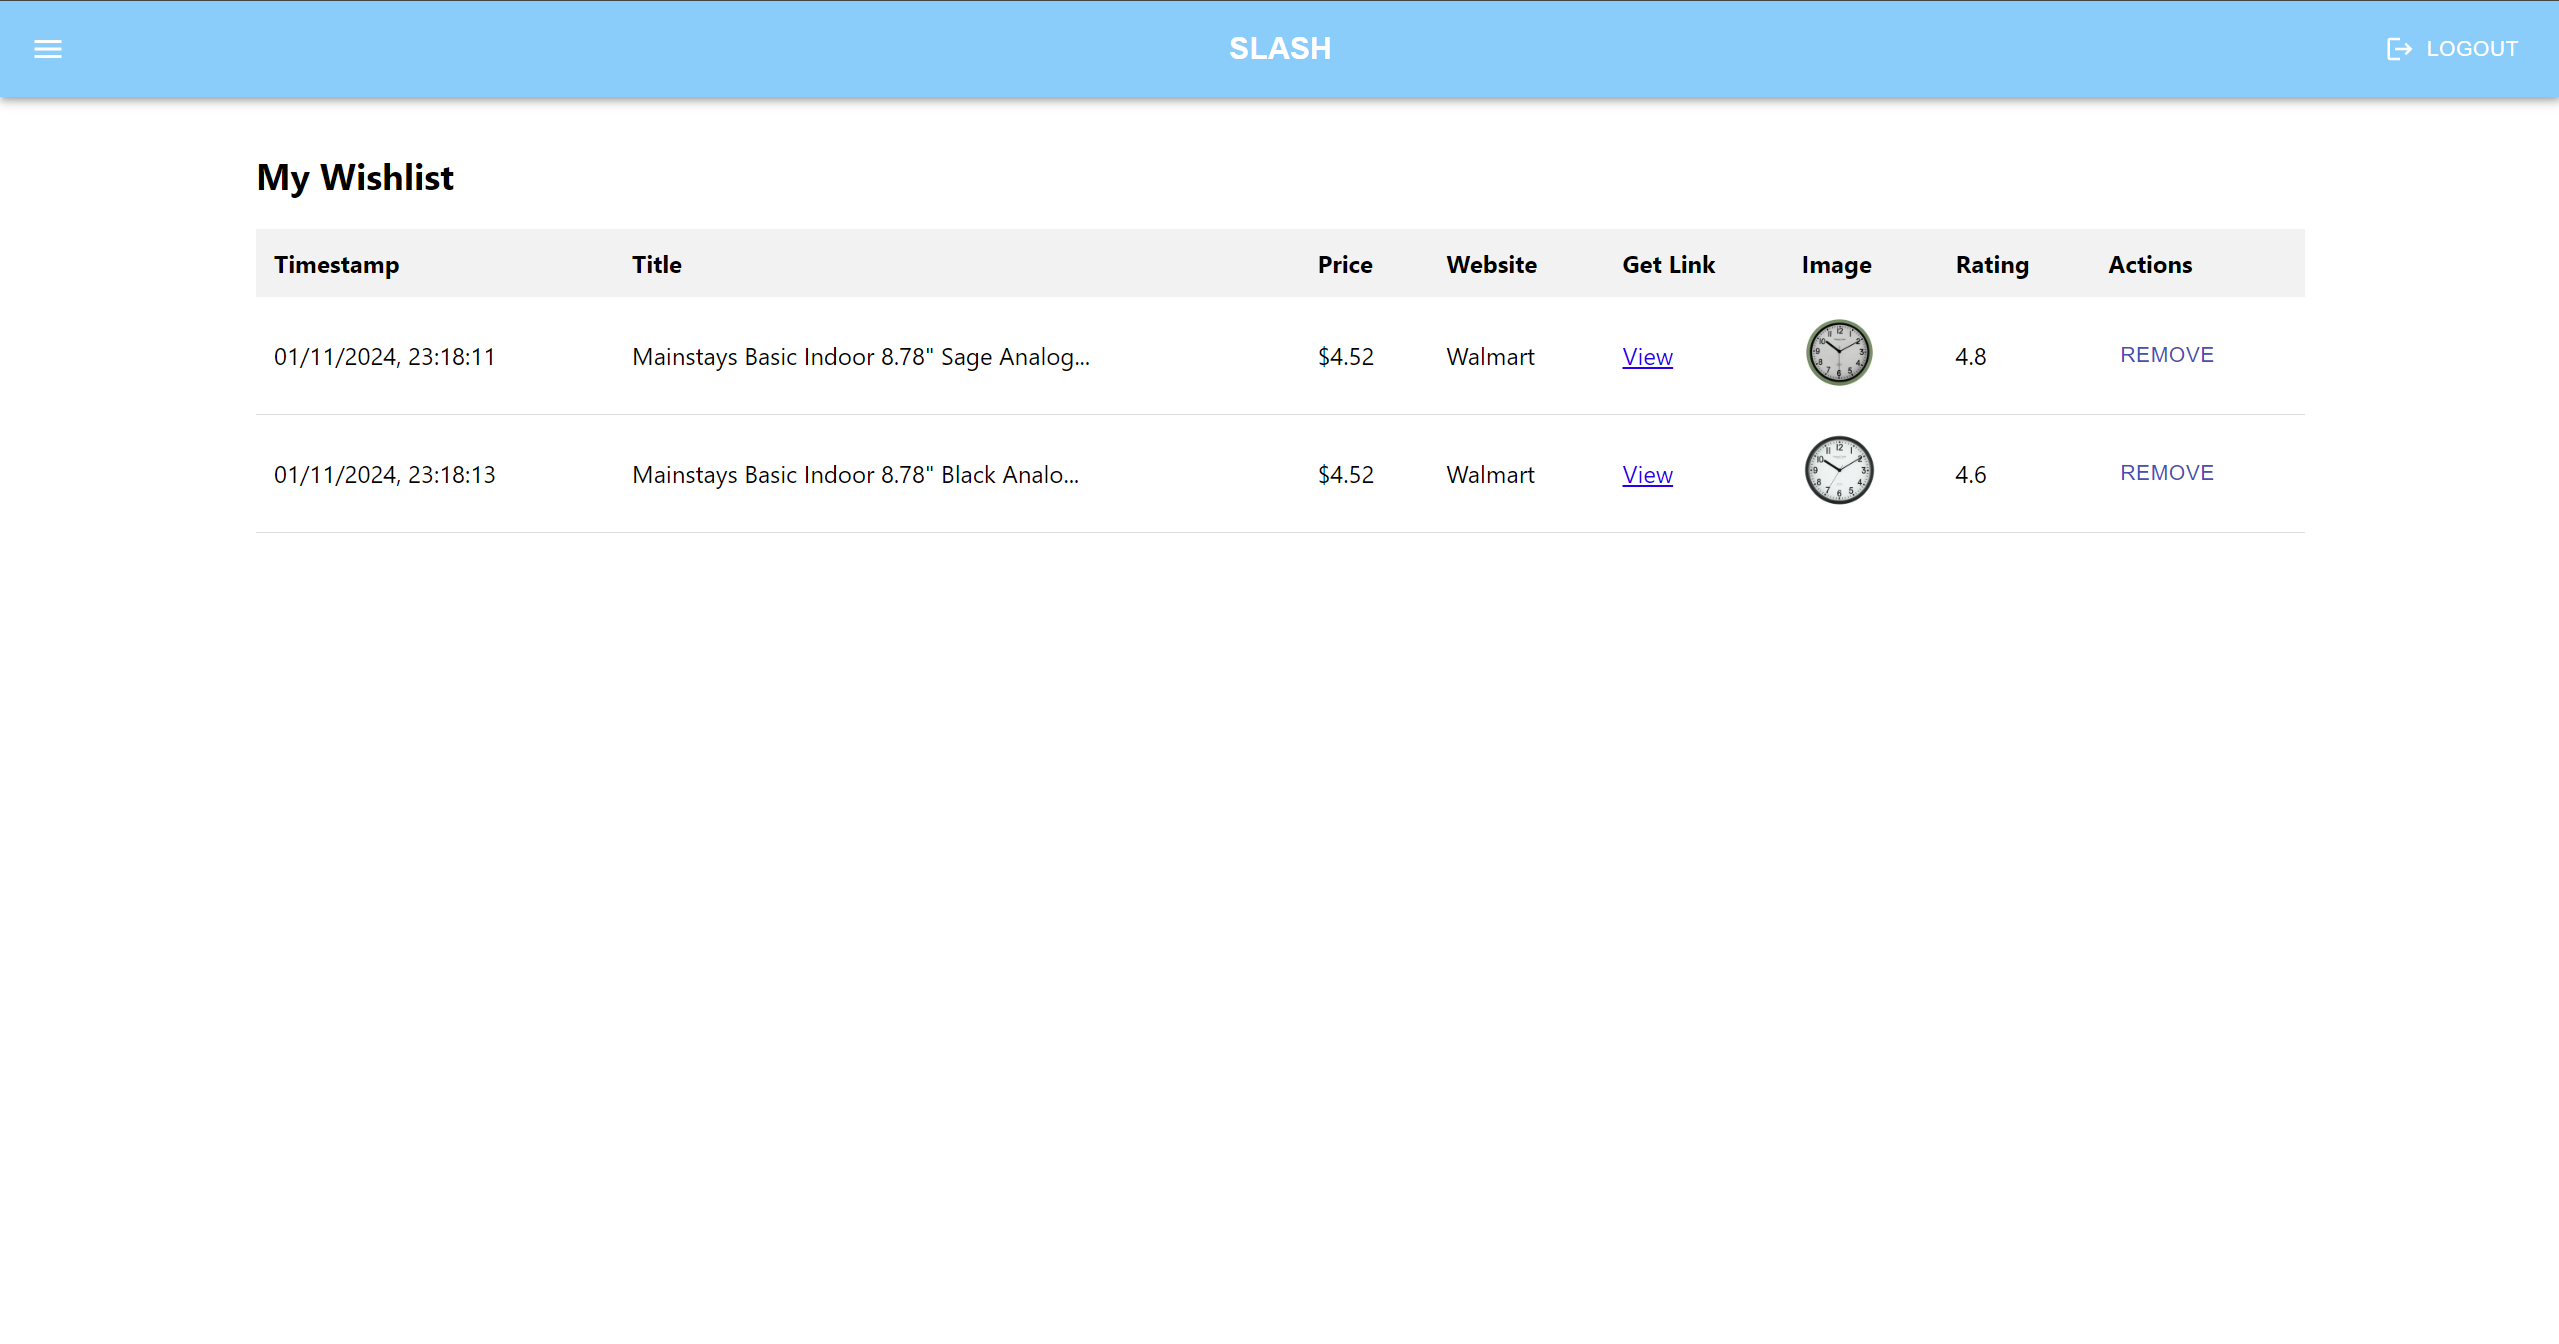 SLASH
LOGOUT
My Wishlist
Timestamp Title Price Website Get Link Image Rating Actions
01/11/2024, 23:18:11 Mainstays Basic Indoor 8.78" Sage Analog... $4.52 Walmart View 4.8 REMOVE
01/11/2024, 23:18:13 Mainstays Basic Indoor 8.78" Black Analo... $4.52 Walmart View 4.6 REMOVE